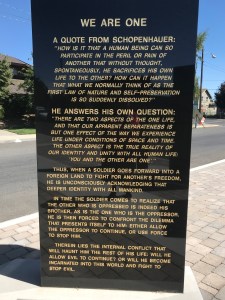 WE ARE ONE
A QUOTE FROM SCHOPENHAUER:
"HOW IS IT THAT A HUMAN BEING CAN SO
PARTICIPATE IN THE PERIL OR PAIN OF
ANOTHER THAT WITHOUT THOUGHT,
SPONTANEOUSLY, HE SACRIFICES HIS OWN
LIFE TO THE OTHER? HOW CAN IT HAPPEN
THAT WHAT WE NORMALLY THINK OF AS THE
FIRST LAW OF NATURE AND SELF-PRESERVATION
IS SO SUDDENLY DISSOLVED?"
HE ANSWERS HIS OWN QUESTION:
"THERE ARE TWO ASPECTS OF THE ONE LIFE,
AND THAT OUR APPARENT SEPARATENESS IS
BUT ONE EFFECT OF THE WAY WE EXPERIENCE
LIFE UNDER CONDITIONS OF SPACE AND TIME.
THE OTHER ASPECT IS THE TRUE REALITY OF
OUR IDENTITY AND UNITY WITH ALL HUMAN LIFE:
YOU AND THE OTHER ARE ONE"
THUS, WHEN A SOLDIER GOES FORWARD INTO A
FOREIGN LAND TO FIGHT FOR ANOTHER'S FREEDOM,
HE IS UNCONSCIOUSLY ACKNOWLEDGING THAT
DEEPER IDENTITY WITH ALL MANKIND.
IN TIME THE SOLDIER COMES TO REALIZE THAT
THE OTHER WHO IS OPPRESSED IS INDEED HIS
BROTHER, AS IS THE ONE WHO IS THE OPPRESSOR.
HE IS THEN FORCED TO CONFRONT THE DILEMMA
THAT PRESENTS ITSELF TO HIM: EITHER ALLOW
THE OPPRESSION TO CONTINUE, OR USE FORCE
TO STOP HIM.
THEREIN LIES THE INTERNAL CONFLICT THAT
WILL HAUNT HIM THE REST OF HIS LIFE. WILL HE
ALLOW EVIL TO CONTINUE? OR WILL HE BECOME
INCARNATED INTO THIS WORLD AND FIGHT TO
STOP EVIL.